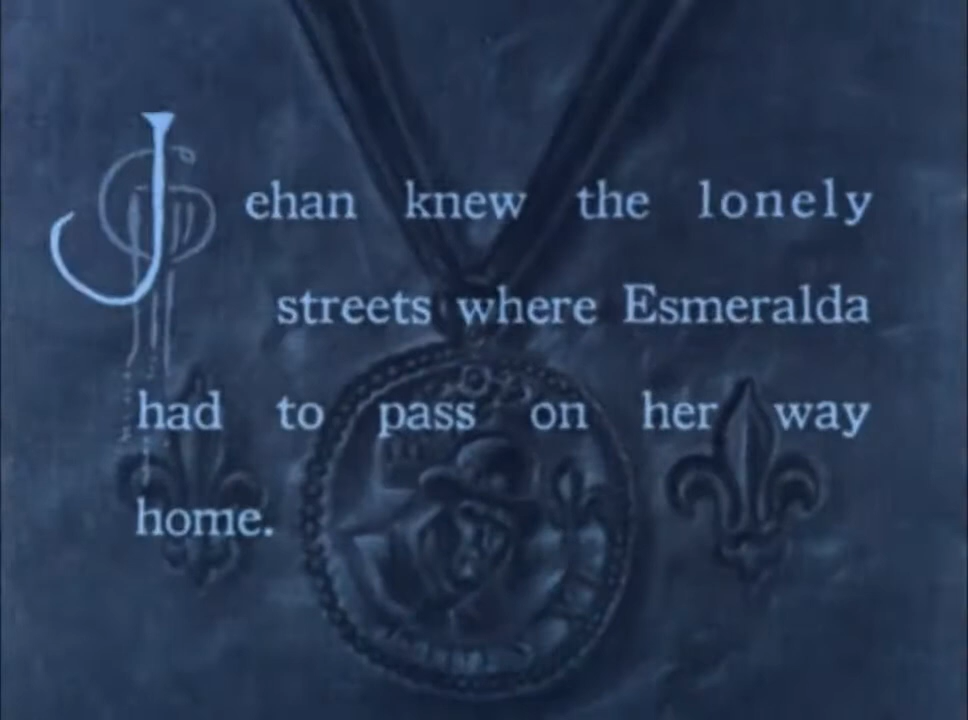 Jehan knew the lonely
streets where Esmeralda
had to pass on her way
home.